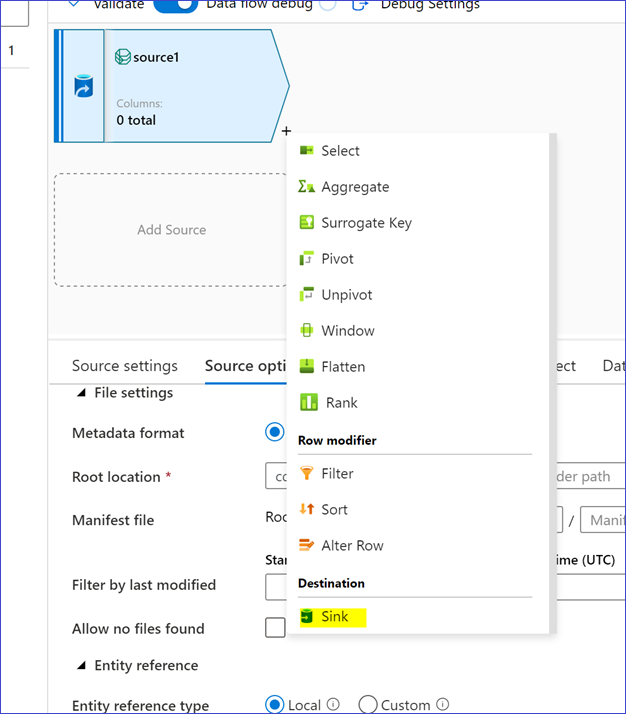 Validate Data flow debug Debug Settings
1
source1
Columns:
0 total
+
Add Source
Select
Aggregate
Surrogate Key
Pivot
Unpivot
Window
Flatten
Rank
Row modifier
Filter
Sort
Alter Row
Destination
Sink
Source settings Source opti ect Dat
File settings
Metadata format
Root location * co der path
Manifest file Roo / Manif
Star ime (UTC)
Filter by last modified
Allow no files found
Entity reference
Entity reference type Local Custom